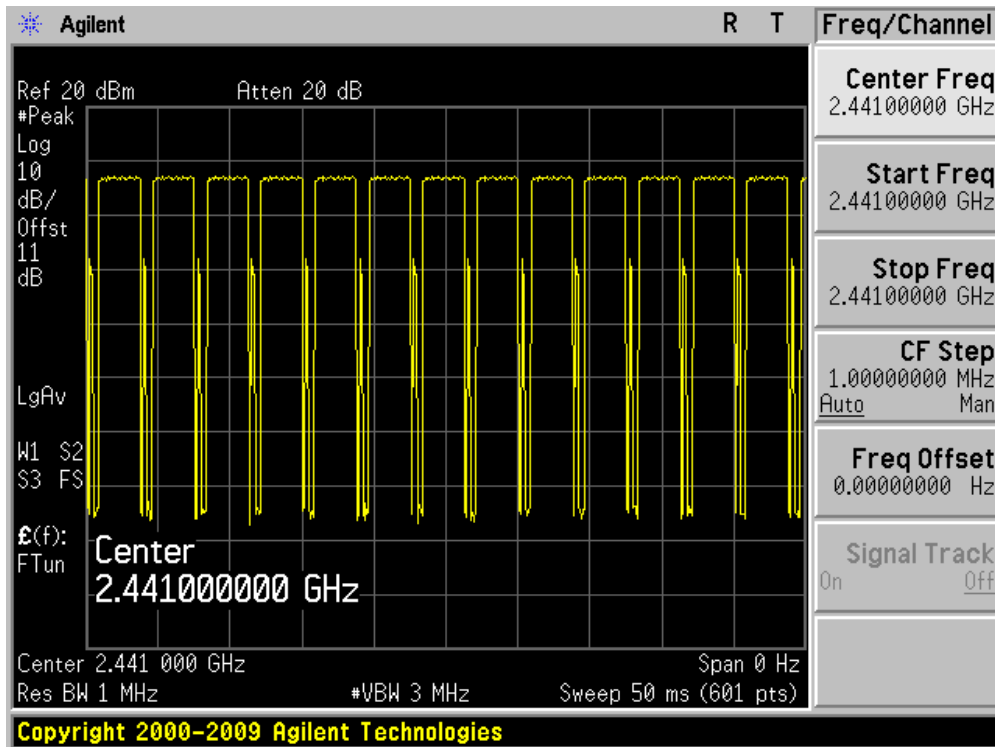 Agilent
R T
Freq/Channel
Ref 20 dBm
Atten 20 dB
#Peak
Log
10
dB/
Offst
11
dB
LgAv
W1 S2
S3 FS
£(f):
FTun
Center
2.441000000 GHz
Center 2.441 000 GHz
Span 0 Hz
Res BW 1 MHz
#VBW 3 MHz
Sweep 50 ms (601 pts)
Copyright 2000-2009 Agilent Technologies
Center Freq
2.44100000 GHz
Start Freq
2.44100000 GHz
Stop Freq
2.44100000 GHz
CF Step
1.00000000 MHz
Auto Man
Freq Offset
0.00000000 Hz
Signal Track
On Off